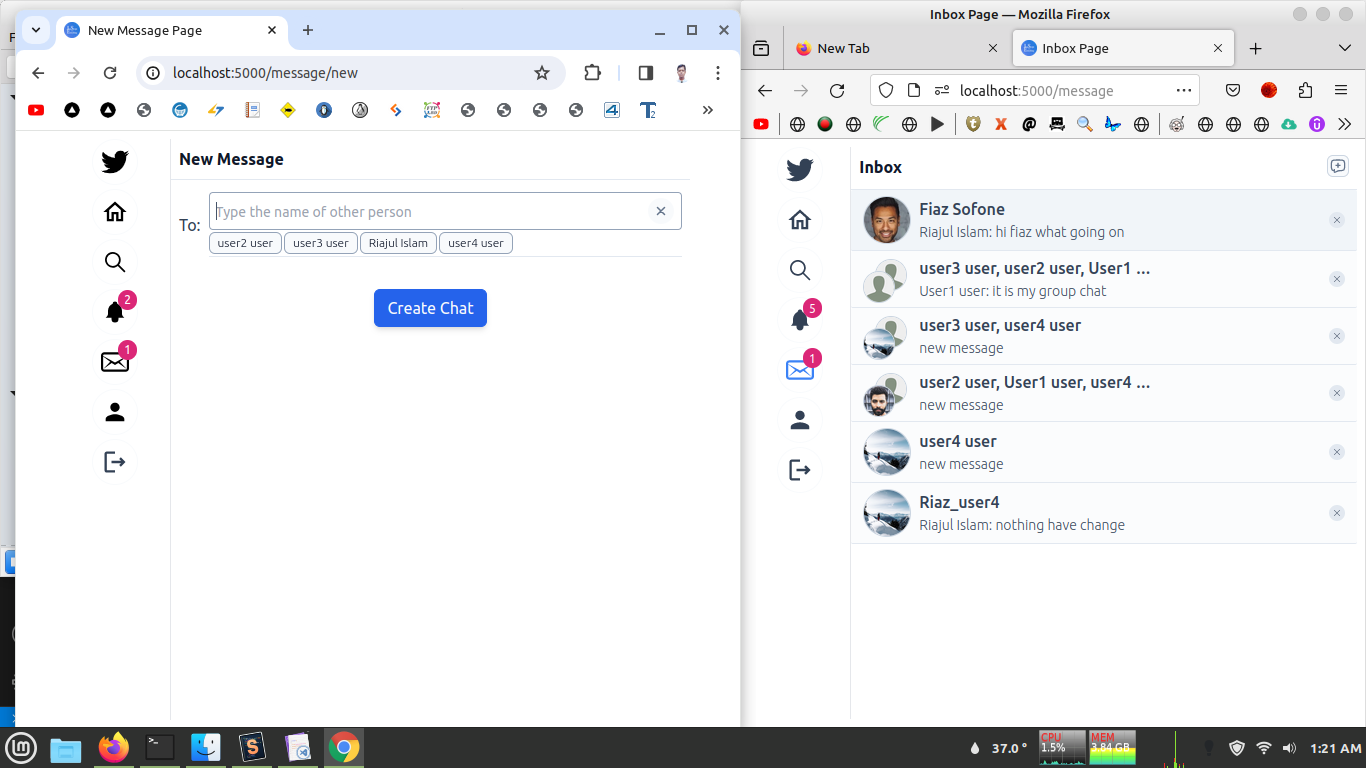 New Message Page
localhost:5000/message/new
New Message
To:
Type the name of other person
user2 user
user3 user
Riajul Islam
user4 user
Create Chat
2
1
Inbox Page — Mozilla Firefox
New Tab
Inbox Page
localhost:5000/message
Inbox
5
1
Fiaz Sofone
Riajul Islam: hi fiaz what going on
user3 user, user2 user, User1 ...
User1 user: it is my group chat
user3 user, user4 user
new message
user2 user, User1 user, user4 ...
new message
user4 user
new message
Riaz_user4
Riajul Islam: nothing have change
37.0 °
CPU
1.5%
MEM
3.84 GB
1:21 AM